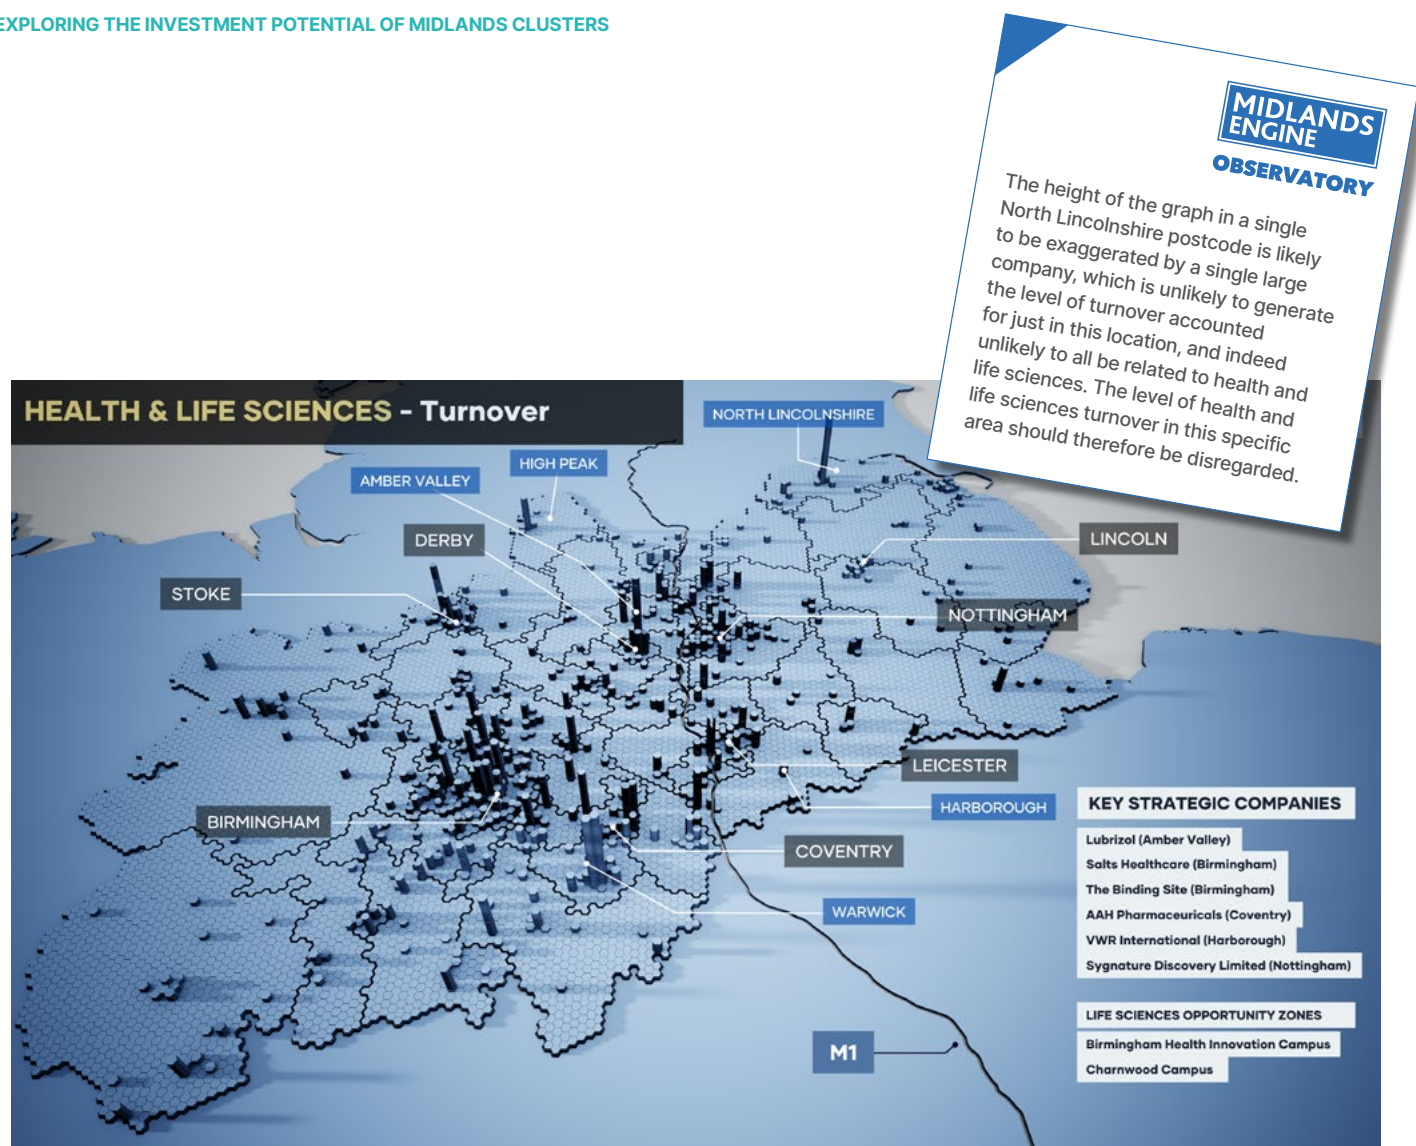 EXPLORING THE INVESTMENT POTENTIAL OF MIDLANDS CLUSTERS
MIDLANDS
ENGINE
OBSERVATORY
The height of the graph in a single
North Lincolnshire postcode is likely
to be exaggerated by a single large
company, which is unlikely to generate
the level of turnover accounted
for just in this location, and indeed
unlikely to all be related to health and
life sciences. The level of health and
life sciences turnover in this specific
area should therefore be disregarded.
HEALTH & LIFE SCIENCES - Turnover
NORTH LINCOLNSHIRE
HIGH PEAK
AMBER VALLEY
DERBY
LINCOLN
STOKE
NOTTINGHAM
LEICESTER
HARBOROUGH
BIRMINGHAM
COVENTRY
WARWICK
M1
KEY STRATEGIC COMPANIES
Lubrizol (Amber Valley)
Salts Healthcare (Birmingham)
The Binding Site (Birmingham)
AAH Pharmaceuricals (Coventry)
VWR International (Harborough)
Sygnature Discovery Limited (Nottingham)
LIFE SCIENCES OPPORTUNITY ZONES
Birmingham Health Innovation Campus
Charnwood Campus